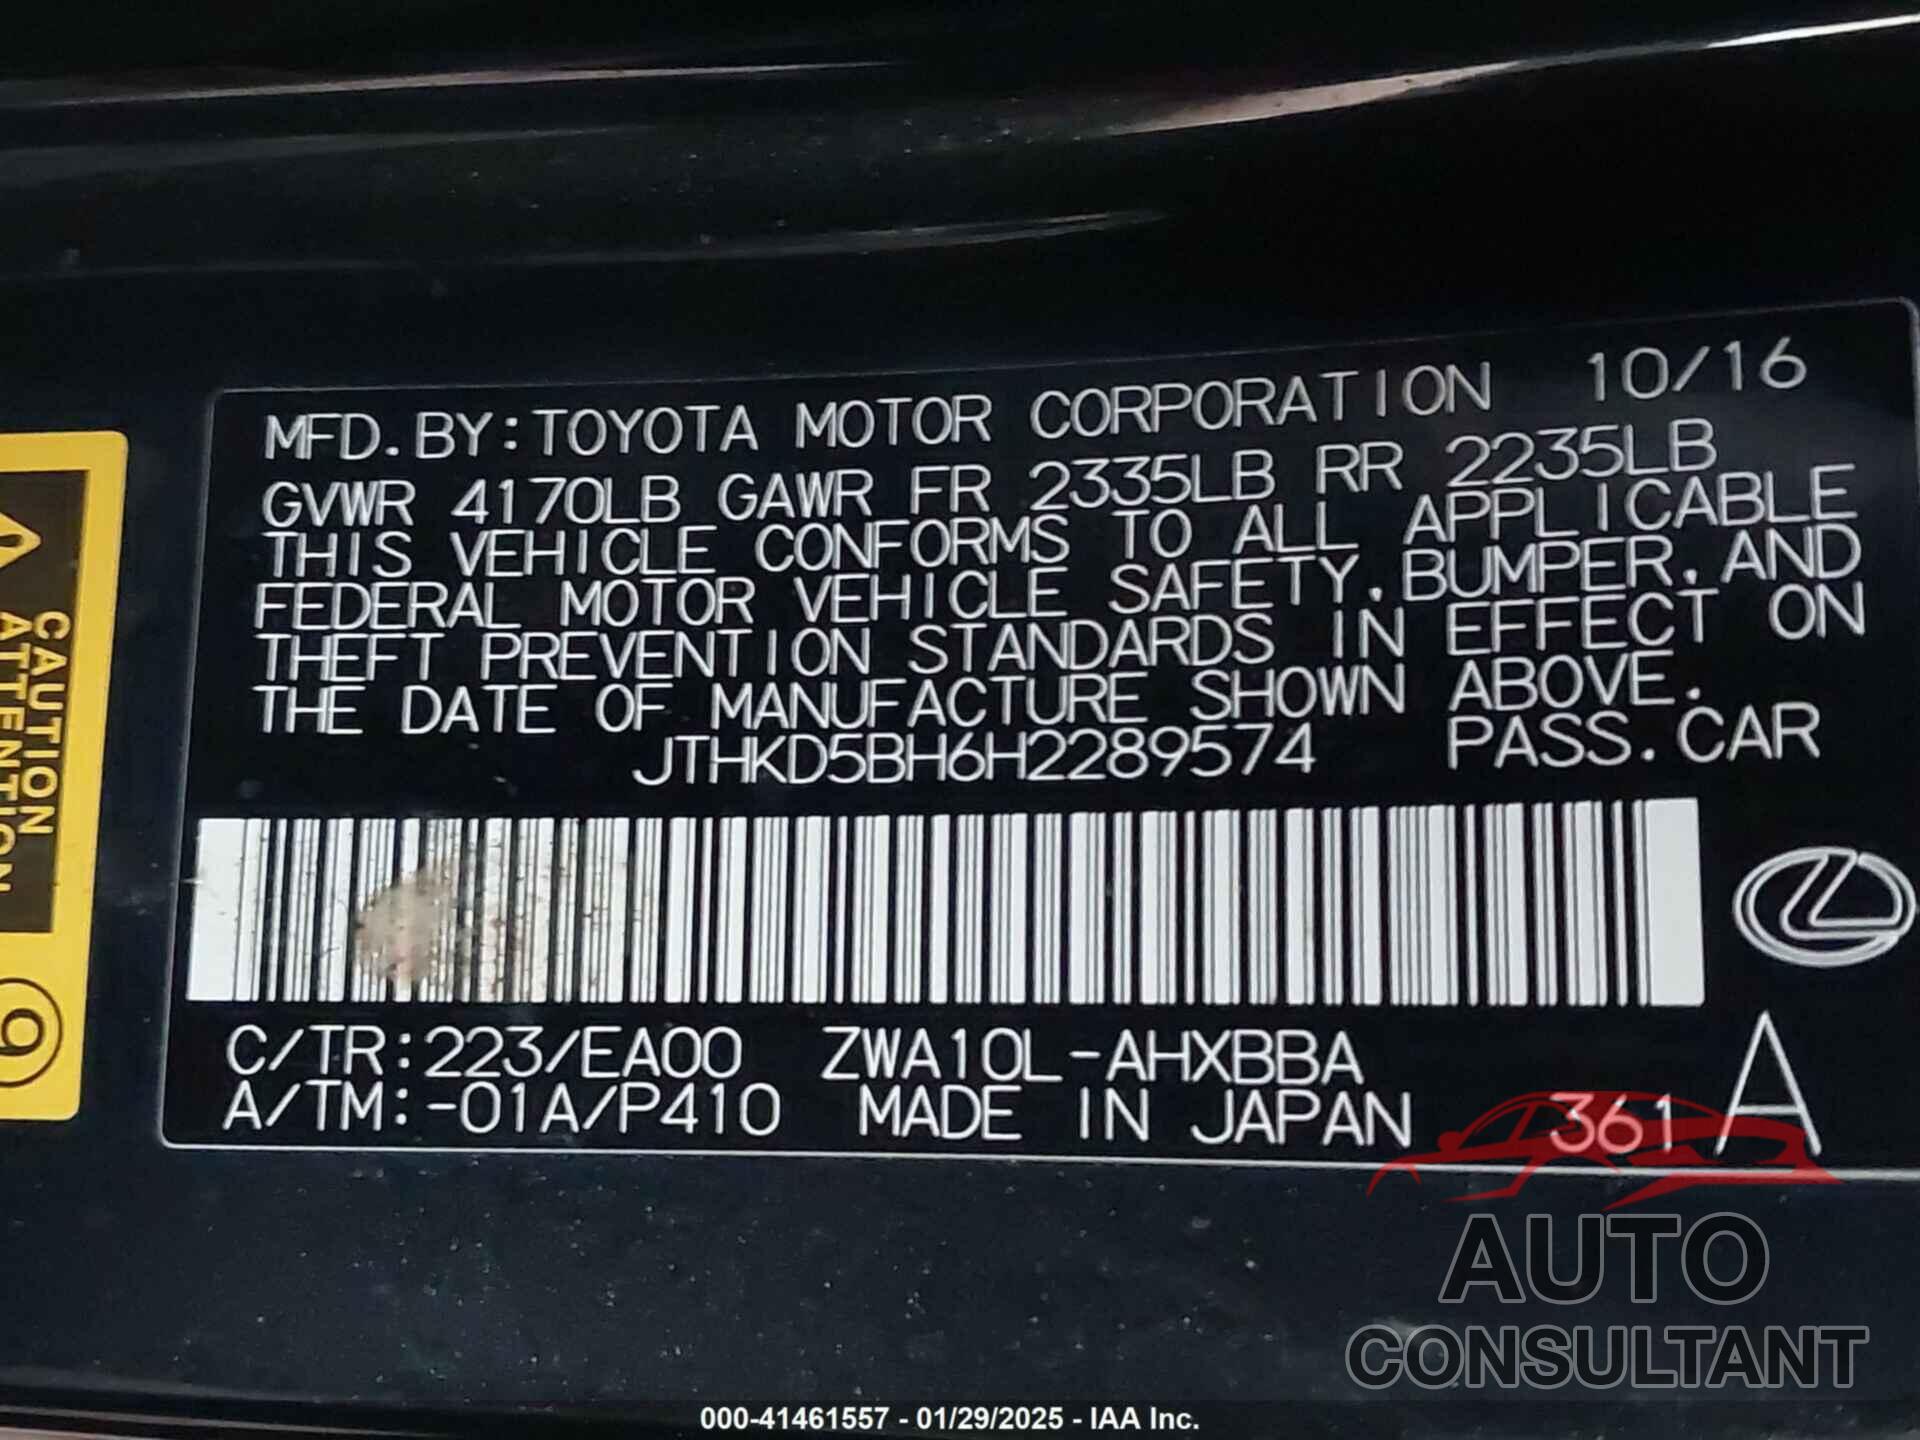 MFD.BY:TOYOTA MOTOR CORPORATION 10/16
GVWR 4170LB GAWR FR 2335LB RR 2235LB
THIS VEHICLE CONFORMS TO ALL APPLICABLE
FEDERAL MOTOR VEHICLE SAFETY,BUMPER,AND
THEFT PREVENTION STANDARDS IN EFFECT ON
THE DATE OF MANUFACTURE SHOWN ABOVE.
JTHKD5BH6H2289574 PASS.CAR
C/TR:223/EA00 ZWA10L-AHXBBA
A/TM:-01A/P410 MADE IN JAPAN 361 A
CAUTION
ATTENTION
9
AUTO
CONSULTANT
000-41461557 - 01/29/2025 - IAA Inc.